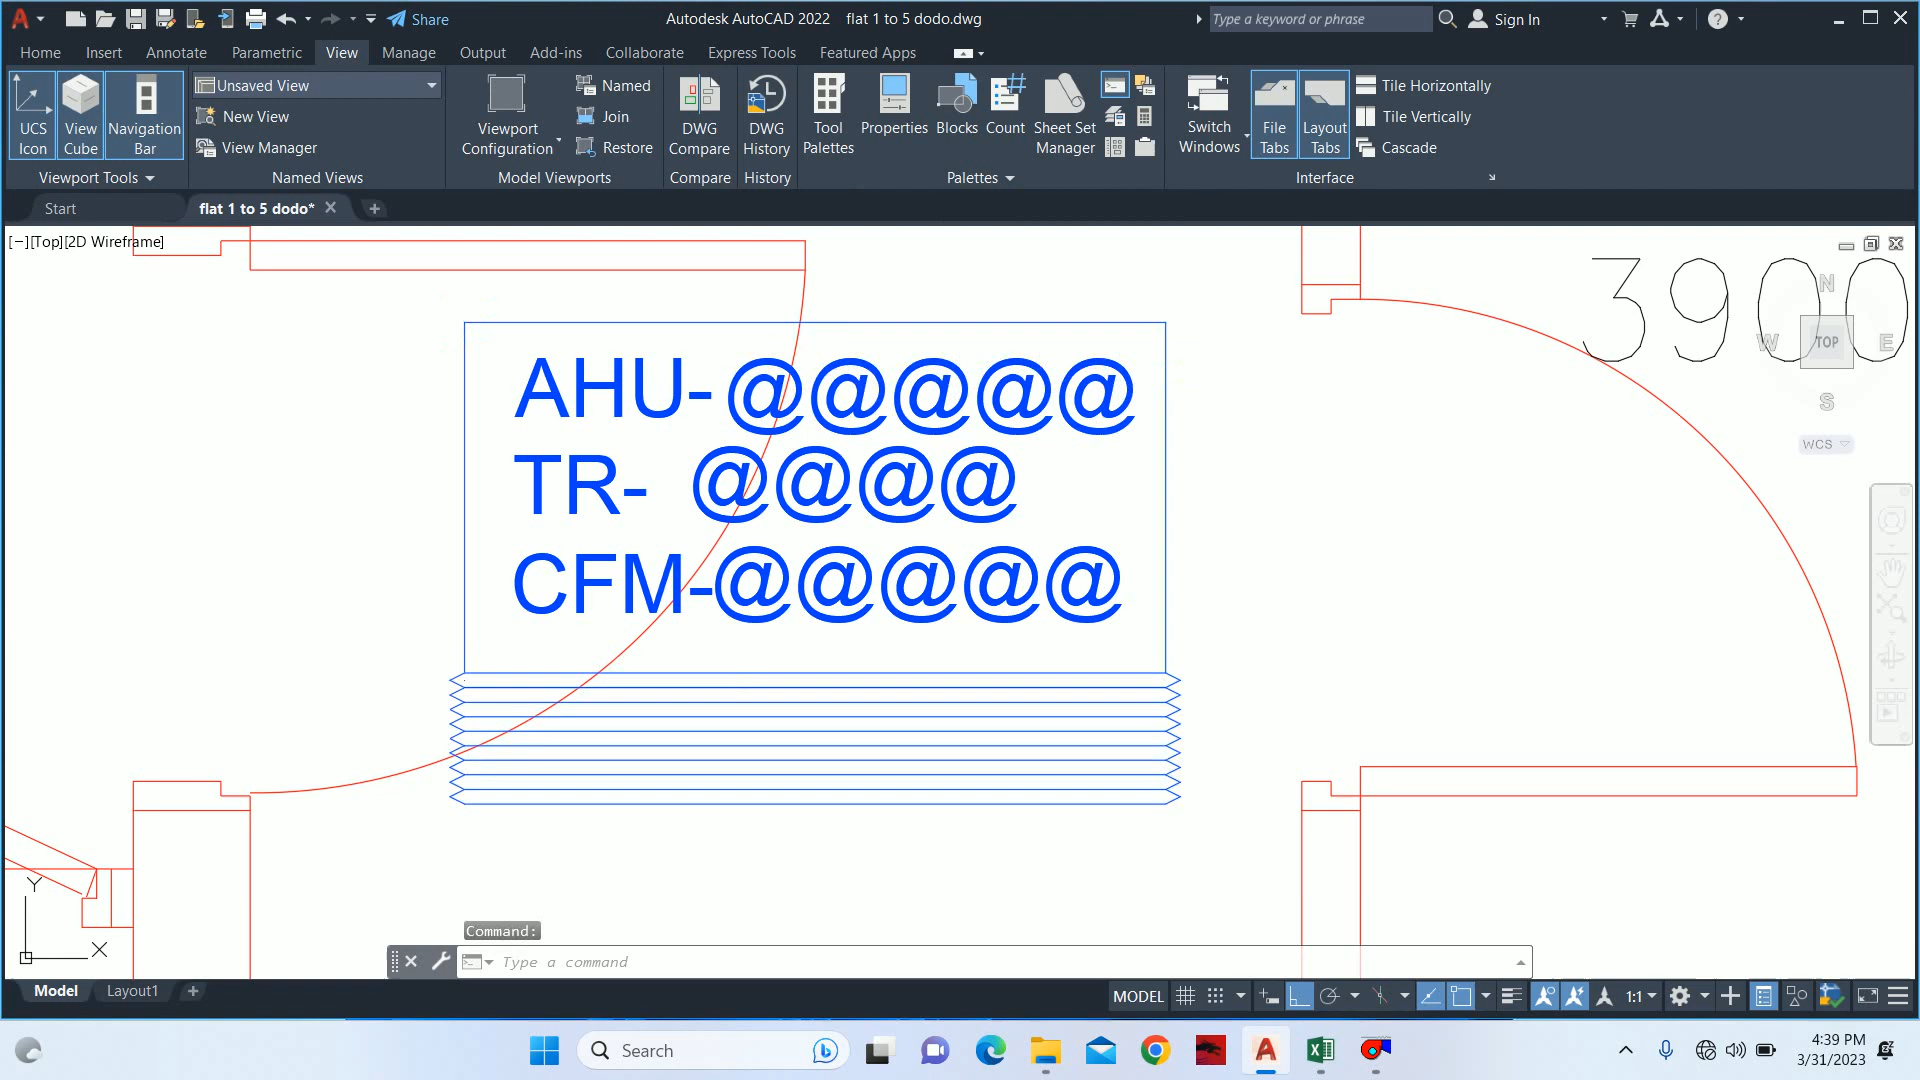 Share
Autodesk AutoCAD 2022 flat 1 to 5 dodo.dwg
Type a keyword or phrase
Sign In
Home Insert Annotate Parametric View Manage Output Add-ins Collaborate Express Tools Featured Apps
UCS Icon
View Cube
Navigation Bar
Viewport Tools
Unsaved View
New View
View Manager
Named Views
Viewport Configuration
Named
Join
Restore
Model Viewports
DWG Compare
Compare
DWG History
History
Tool Palettes
Properties
Blocks
Count
Sheet Set Manager
Palettes
Switch Windows
File Tabs
Layout Tabs
Tile Horizontally
Tile Vertically
Cascade
Interface
Start
flat 1 to 5 dodo*
[−][Top][2D Wireframe]
3900
N
W TOP E
S
WCS
AHU-@@@@@
TR- @@@@
CFM-@@@@@
Y
X
Command:
Type a command
Model Layout1
MODEL
1:1
Search
4:39 PM
3/31/2023